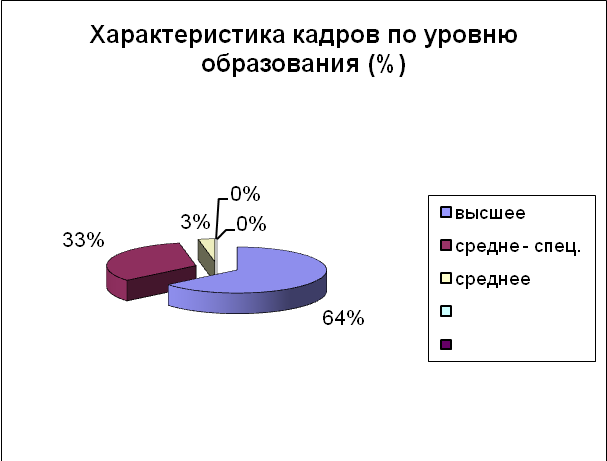 Характеристика кадров по уровню
образования (%)
0%
3%
0%
33%
64%
высшее
средне - спец.
среднее